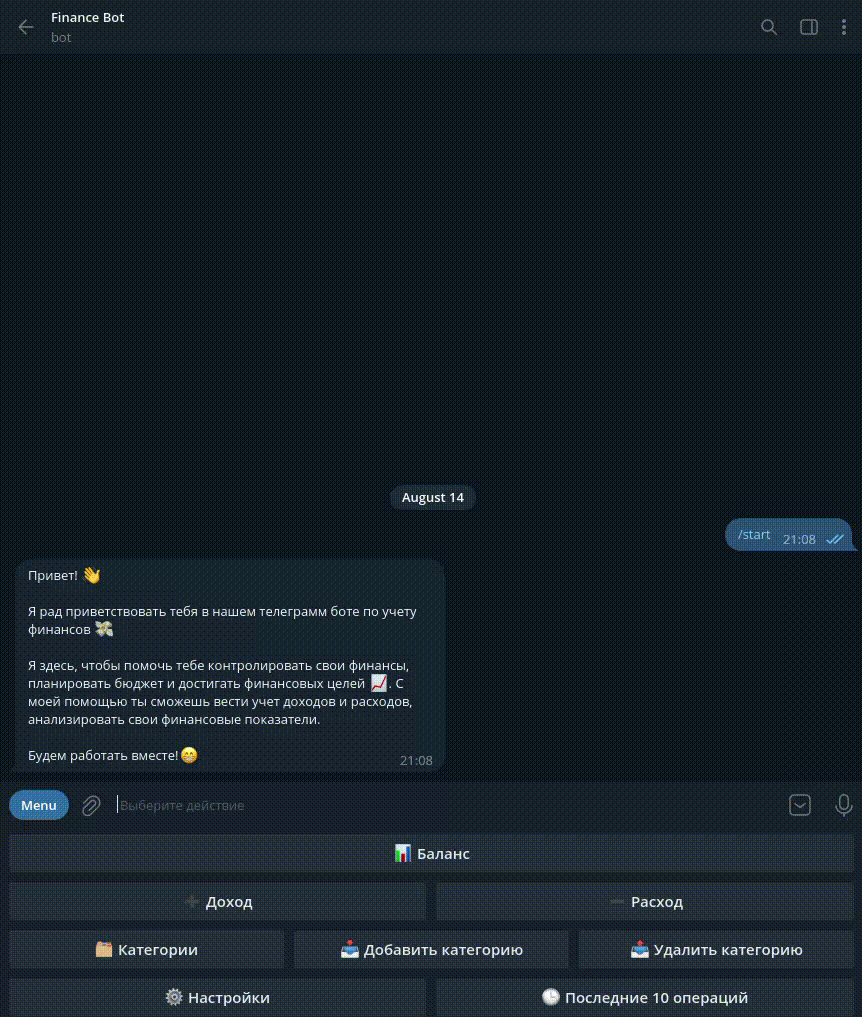 Finance Bot
bot
August 14
/start 21:08
Привет! 👋
Я рад приветствовать тебя в нашем телеграмм боте по учету
финансов 💸
Я здесь, чтобы помочь тебе контролировать свои финансы,
планировать бюджет и достигать финансовых целей 📈. С
моей помощью ты сможешь вести учет доходов и расходов,
анализировать свои финансовые показатели.
Будем работать вместе!😁
21:08
Menu
Выберите действие
📊 Баланс
➕ Доход
➖ Расход
🗂 Категории
📥 Добавить категорию
📤 Удалить категорию
⚙️ Настройки
🕒 Последние 10 операций